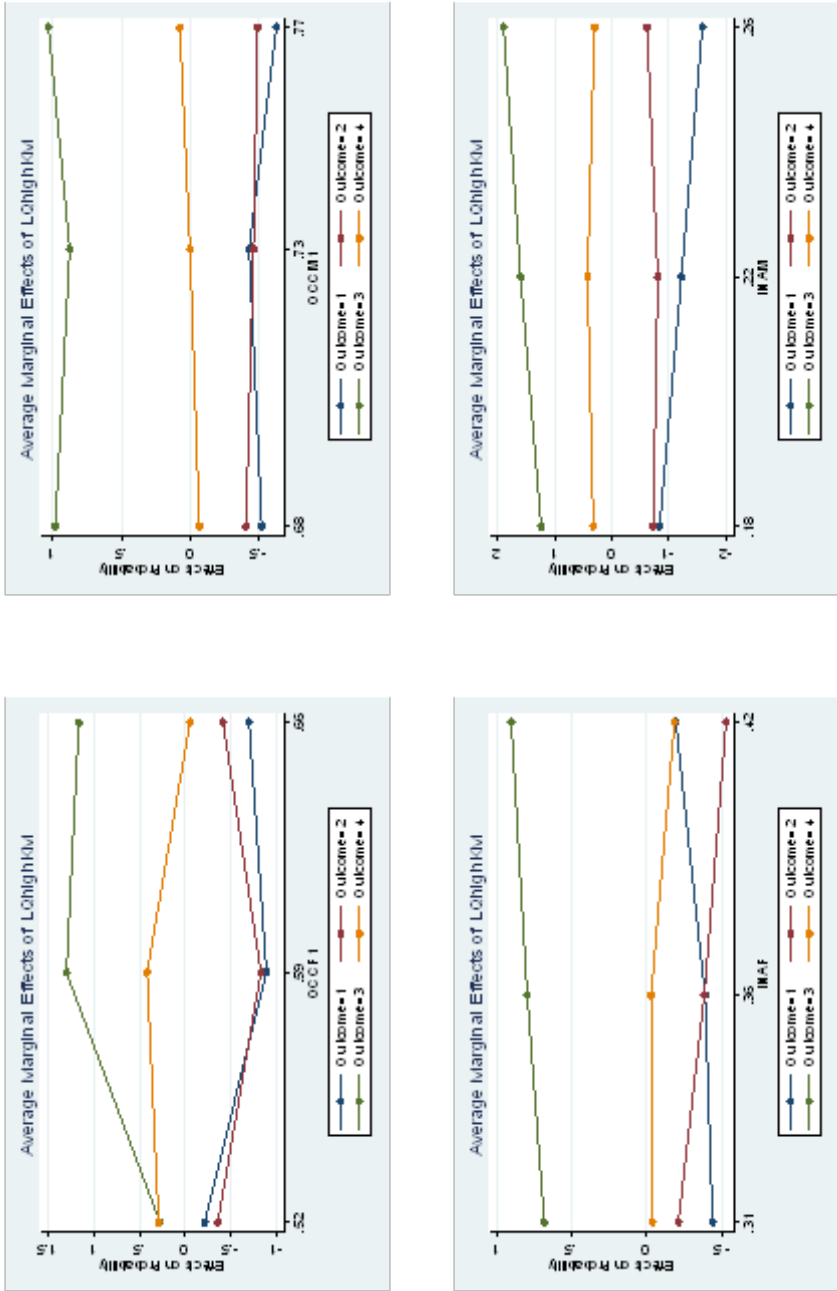 Average Marginal Effects of LQhighKM
Effects on Probability
1.5
1
.5
0
-.5
-1
.52
.59
.66
OCCF1
Outcome=1
Outcome=2
Outcome=3
Outcome=4
Average Marginal Effects of LQhighKM
Effects on Probability
1
.5
0
-.5
.68
.73
.77
OCCM1
Outcome=1
Outcome=2
Outcome=3
Outcome=4
Average Marginal Effects of LQhighKM
Effects on Probability
1
.5
0
-.5
.31
.36
.42
INAF
Outcome=1
Outcome=2
Outcome=3
Outcome=4
Average Marginal Effects of LQhighKM
Effects on Probability
2
1
0
-1
-2
.18
.22
.26
INAM
Outcome=1
Outcome=2
Outcome=3
Outcome=4